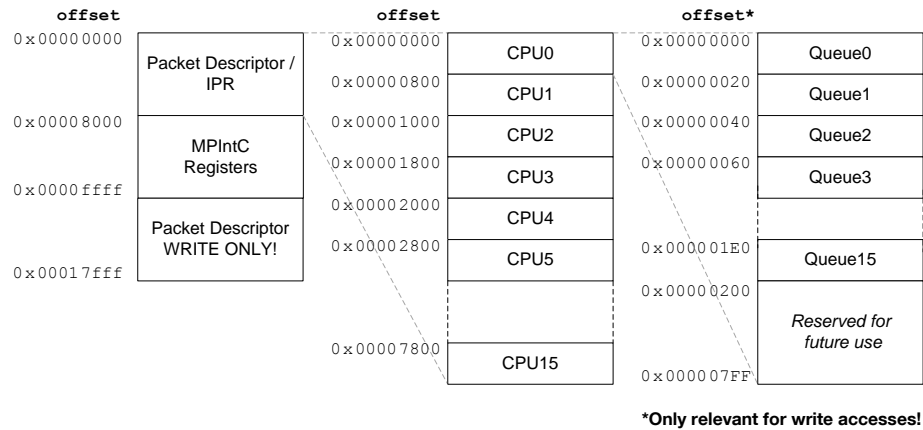 offset
0x00000000
Packet Descriptor /
IPR
0x00008000
MPIntC
Registers
0x0000ffff
Packet Descriptor
WRITE ONLY!
0x00017fff
offset
0x00000000
CPU0
0x00000800
CPU1
0x00001000
CPU2
0x00001800
CPU3
0x00002000
CPU4
0x00002800
CPU5
0x00007800
CPU15
offset*
0x00000000
Queue0
0x00000020
Queue1
0x00000040
Queue2
0x00000060
Queue3
0x000001E0
Queue15
0x00000200
Reserved for
future use
0x000007FF
*Only relevant for write accesses!